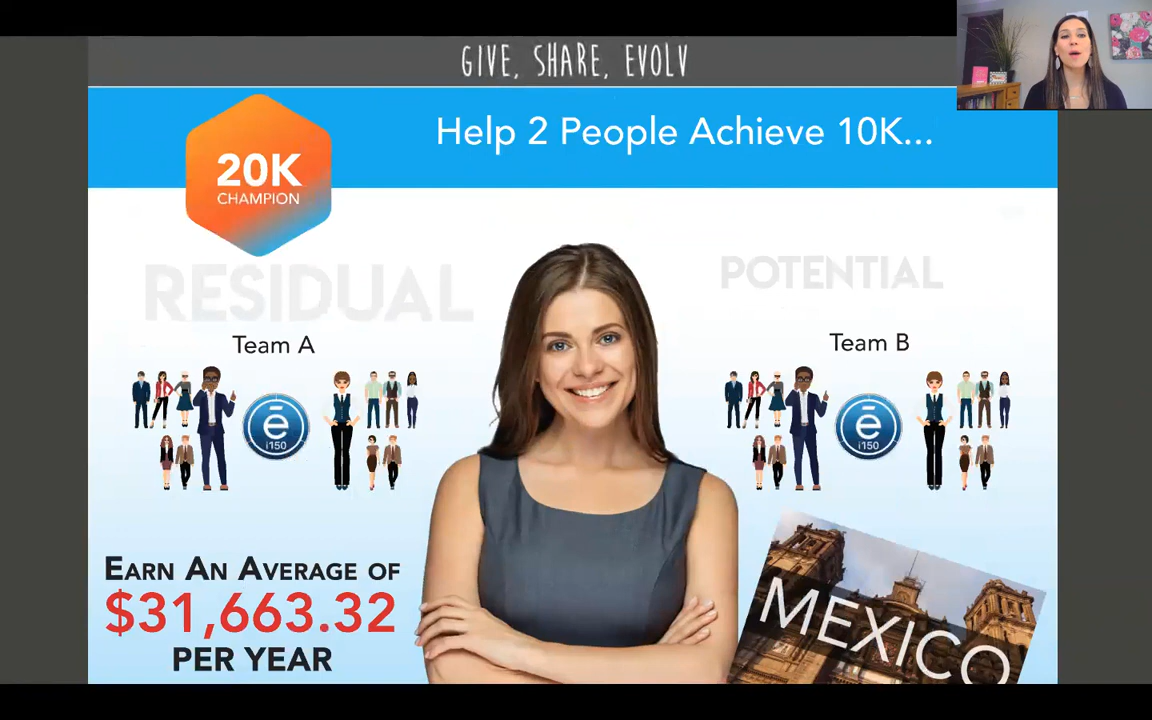 GIVE, SHARE, EVOLV
Help 2 People Achieve 10K...
20K
CHAMPION
RESIDUAL
POTENTIAL
Team A
Team B
ē
i150
ē
i150
EARN AN AVERAGE OF
$31,663.32
PER YEAR
MEXICO